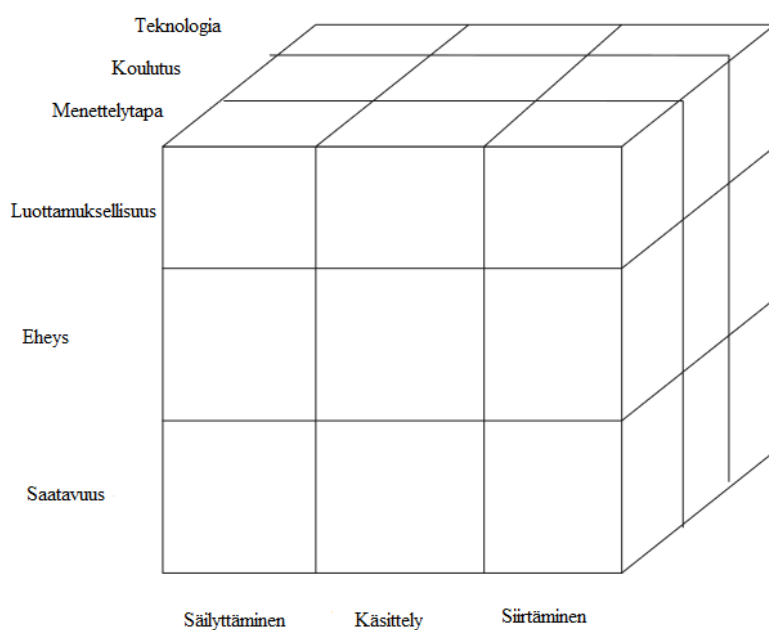 Teknologia
Koulutus
Menettelytapa
Luottamuksellisuus
Eheys
Saatavuus
Säilyttäminen Käsittely Siirtäminen